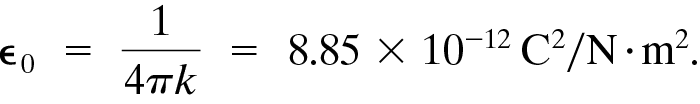 ϵ₀ = 1/4πk = 8.85 × 10⁻¹² C²/N·m².